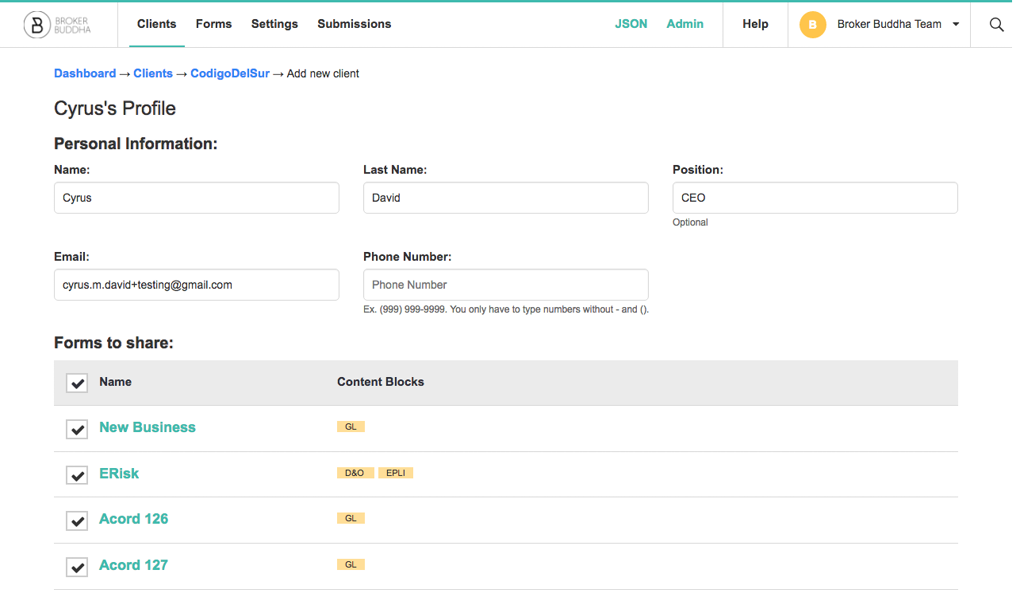 BROKER
BUDDHA
Clients Forms Settings Submissions JSON Admin Help B Broker Buddha Team
Dashboard → Clients → CodigoDelSur → Add new client
Cyrus's Profile
Personal Information:
Name: Last Name: Position:
Cyrus David CEO
Optional
Email: Phone Number:
cyrus.m.david+testing@gmail.com Phone Number
Ex. (999) 999-9999. You only have to type numbers without - and ().
Forms to share:
Name Content Blocks
New Business GL
ERisk D&O EPLI
Acord 126 GL
Acord 127 GL